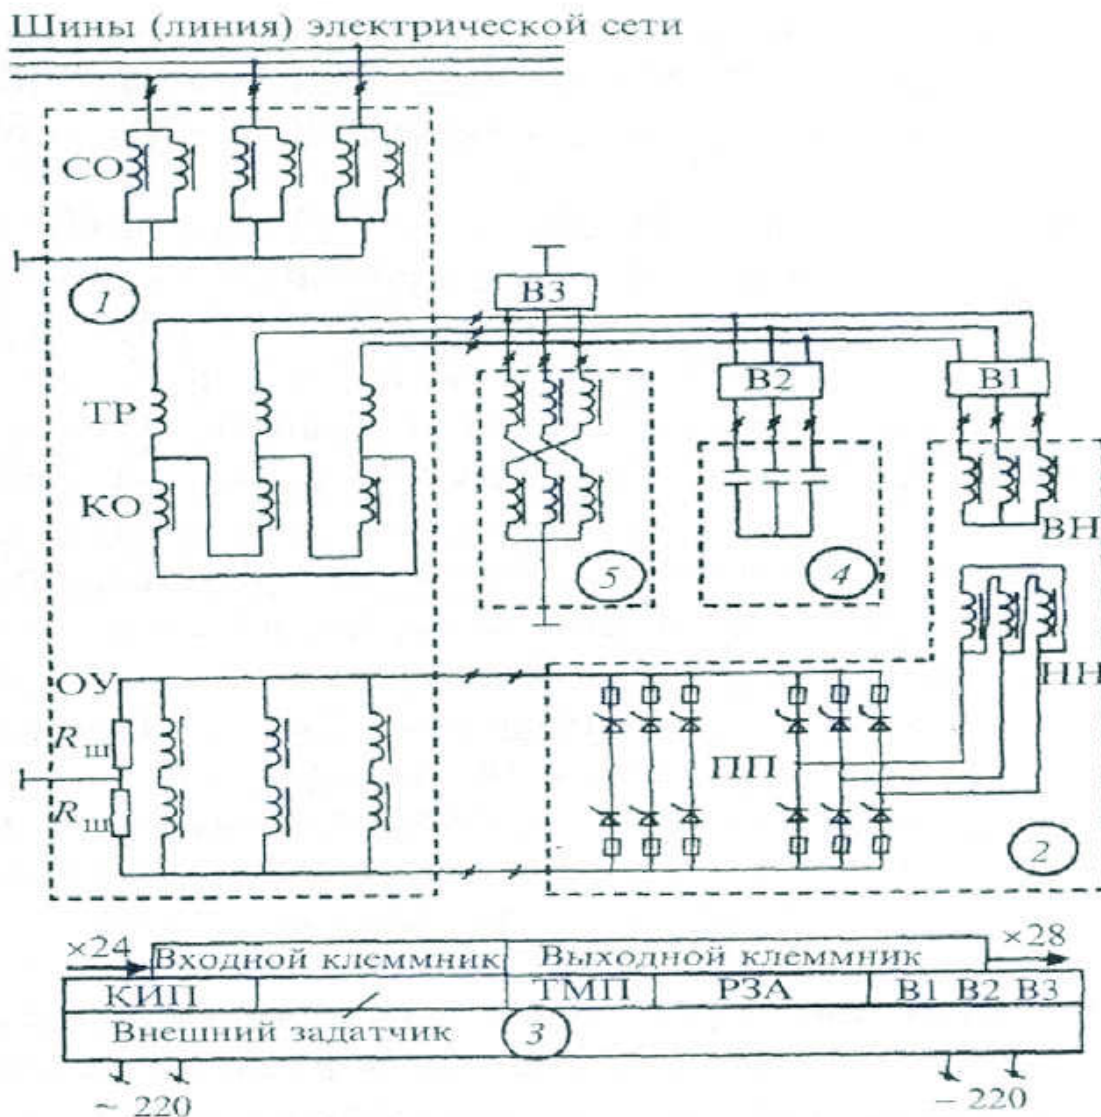 Шины (линия) электрической сети
СО
1
В3
ТР
В2
В1
КО
ВН
5
4
ОУ
НН
Rш
ПП
Rш
2
×24
×28
Входной клеммник
Выходной клеммник
КИП
ТМП
РЗА
В1 В2 В3
Внешний задатчик
3
~ 220
– 220